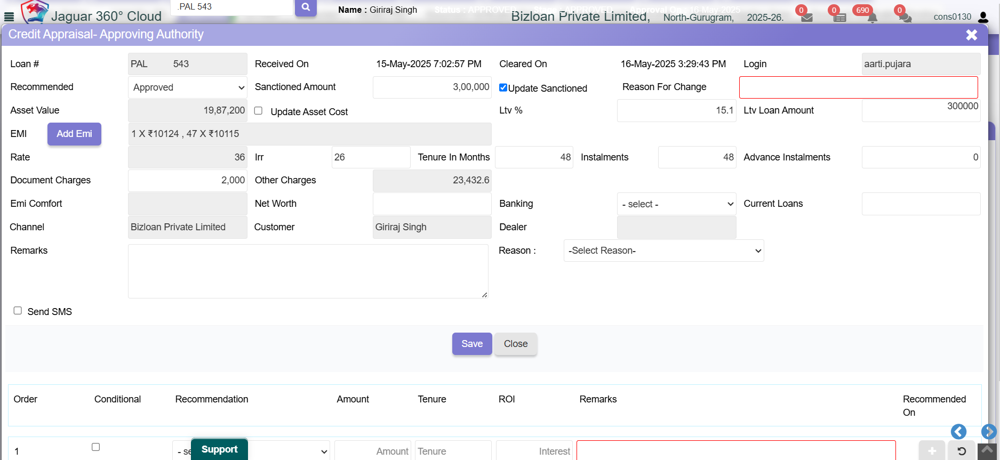 Jaguar 360° Cloud
.PAL 543
Name : Giriraj Singh
Status : APPROVED
Stage : APPROVED
Approval On : 16-May-2025
Bizloan Private Limited, North-Gurugram, 2025-26.
0 0 690 0
cons0130
Credit Appraisal- Approving Authority
Loan # PAL 543 Received On 15-May-2025 7:02:57 PM Cleared On 16-May-2025 3:29:43 PM Login aarti.pujara
Recommended Approved Sanctioned Amount 3,00,000 Update Sanctioned Reason For Change
Asset Value 19,87,200 Update Asset Cost Ltv % 15.1 Ltv Loan Amount 300000
EMI Add Emi 1 X ₹10124 , 47 X ₹10115
Rate 36 Irr 26 Tenure In Months 48 Instalments 48 Advance Instalments 0
Document Charges 2,000 Other Charges 23,432.6
Emi Comfort Net Worth Banking - select - Current Loans
Channel Bizloan Private Limited Customer Giriraj Singh Dealer
Remarks Reason : -Select Reason-
Send SMS
Save Close
Order Conditional Recommendation Amount Tenure ROI Remarks Recommended
On
1 - se Support Amount Tenure Interest